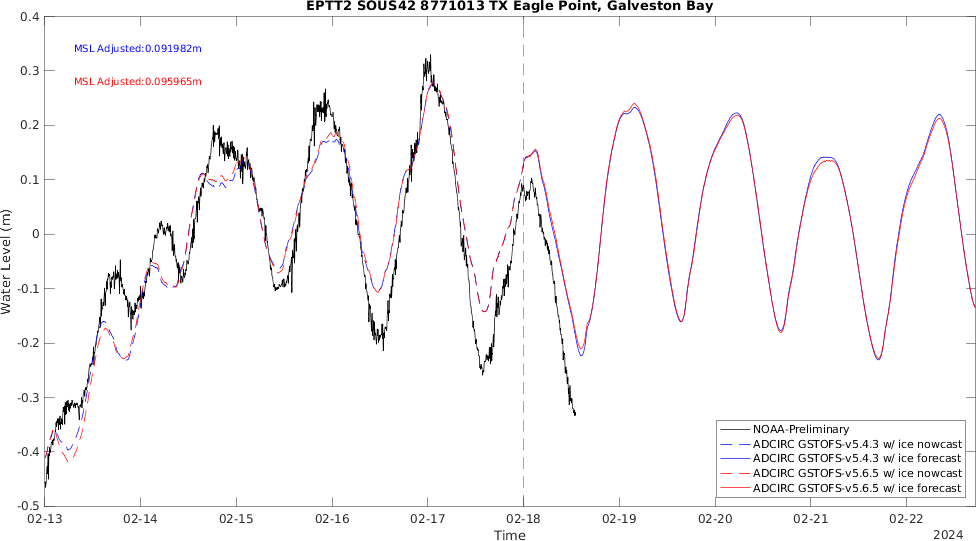 EPTT2 SOUS42 8771013 TX Eagle Point, Galveston Bay
0.4
MSL Adjusted:0.091982m
0.3
MSL Adjusted:0.095965m
0.2
0.1
0
-0.1
-0.2
-0.3
-0.4
-0.5
Water Level (m)
NOAA-Preliminary
ADCIRC GSTOFS-v5.4.3 w/ ice nowcast
ADCIRC GSTOFS-v5.4.3 w/ ice forecast
ADCIRC GSTOFS-v5.6.5 w/ ice nowcast
ADCIRC GSTOFS-v5.6.5 w/ ice forecast
02-13 02-14 02-15 02-16 02-17 02-18 02-19 02-20 02-21 02-22
Time
2024